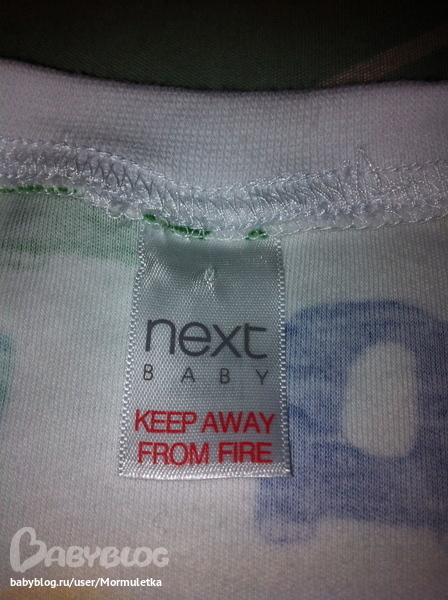 next
BABY
KEEP AWAY
FROM FIRE
BABYBLOG
babyblog.ru/user/Mormuletka